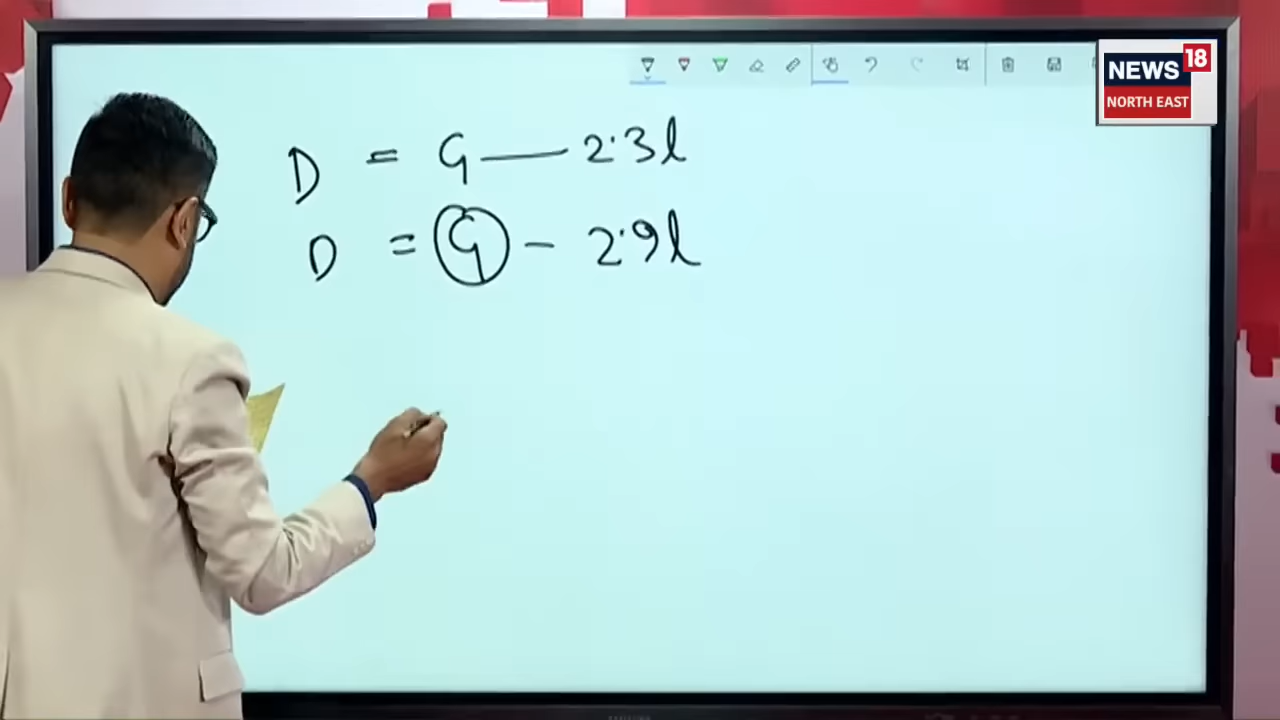 NEWS 18
NORTH EAST
D = G — 2.3l
D = G - 2.9l